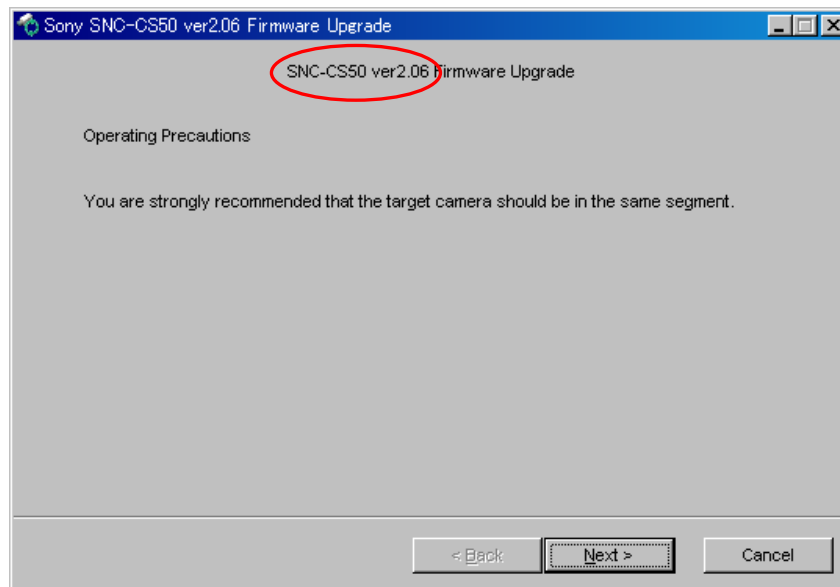 Sony SNC-CS50 ver2.06 Firmware Upgrade
SNC-CS50 ver2.06 Firmware Upgrade
Operating Precautions
You are strongly recommended that the target camera should be in the same segment.
< Back
Next >
Cancel